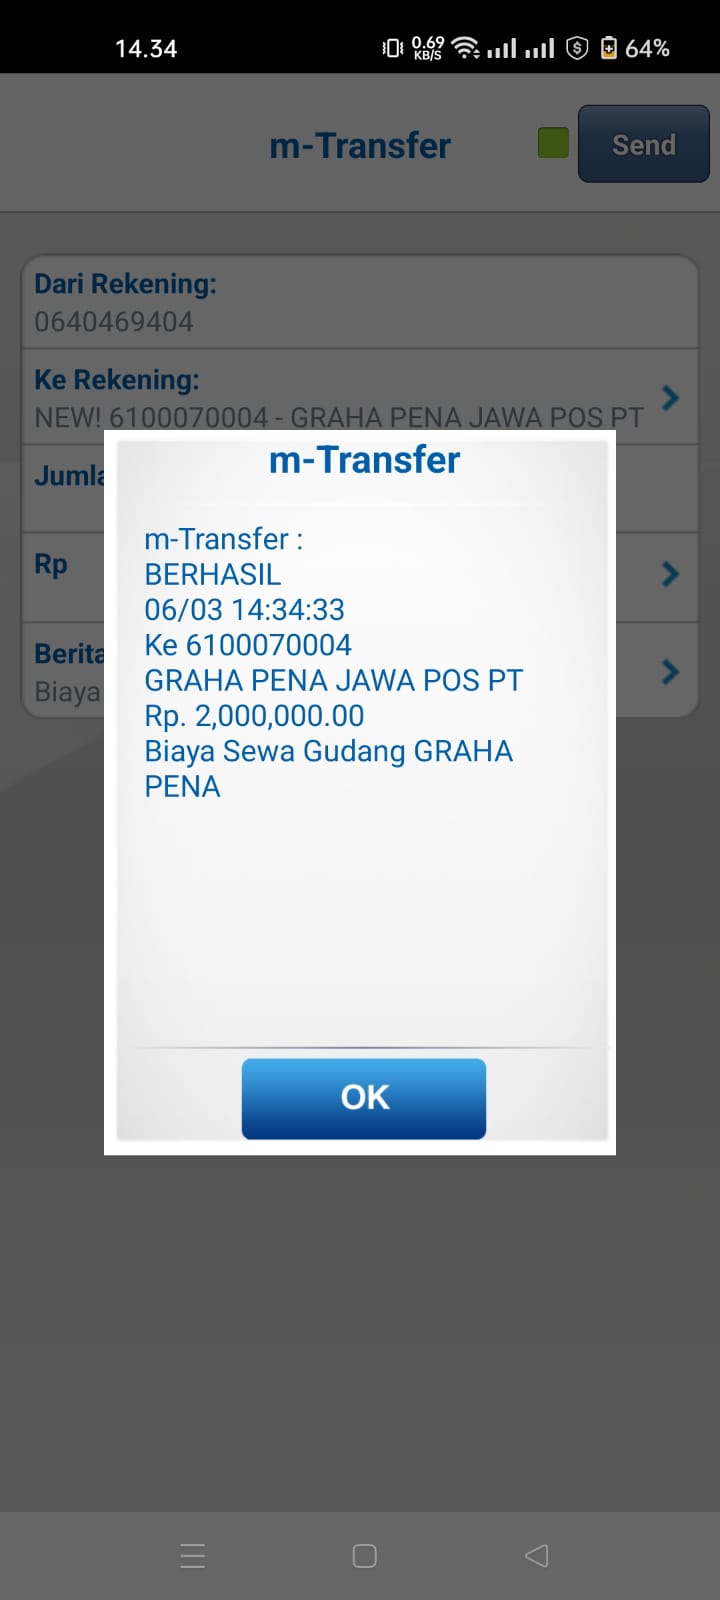 14.34
0.69
KB/S
64%
m-Transfer
Send
Dari Rekening:
0640469404
Ke Rekening:
NEW! 6100070004 - GRAHA PENA JAWA POS PT
Jumla
Rp
Berita
Biaya
m-Transfer
m-Transfer :
BERHASIL
06/03 14:34:33
Ke 6100070004
GRAHA PENA JAWA POS PT
Rp. 2,000,000.00
Biaya Sewa Gudang GRAHA
PENA
OK